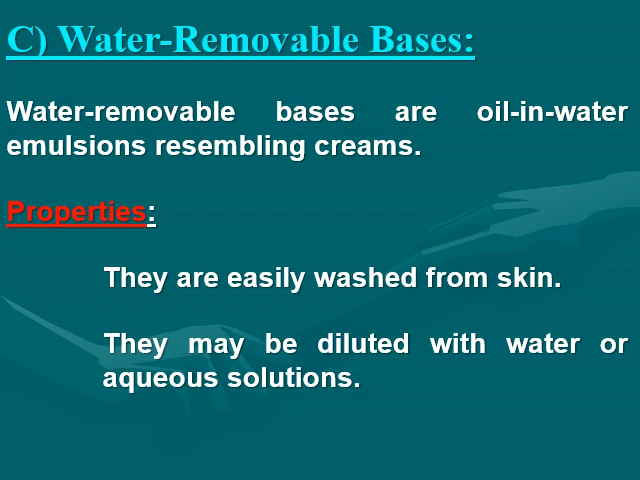 C) Water-Removable Bases:
Water-removable bases are oil-in-water
emulsions resembling creams.
Properties:
They are easily washed from skin.
They may be diluted with water or
aqueous solutions.